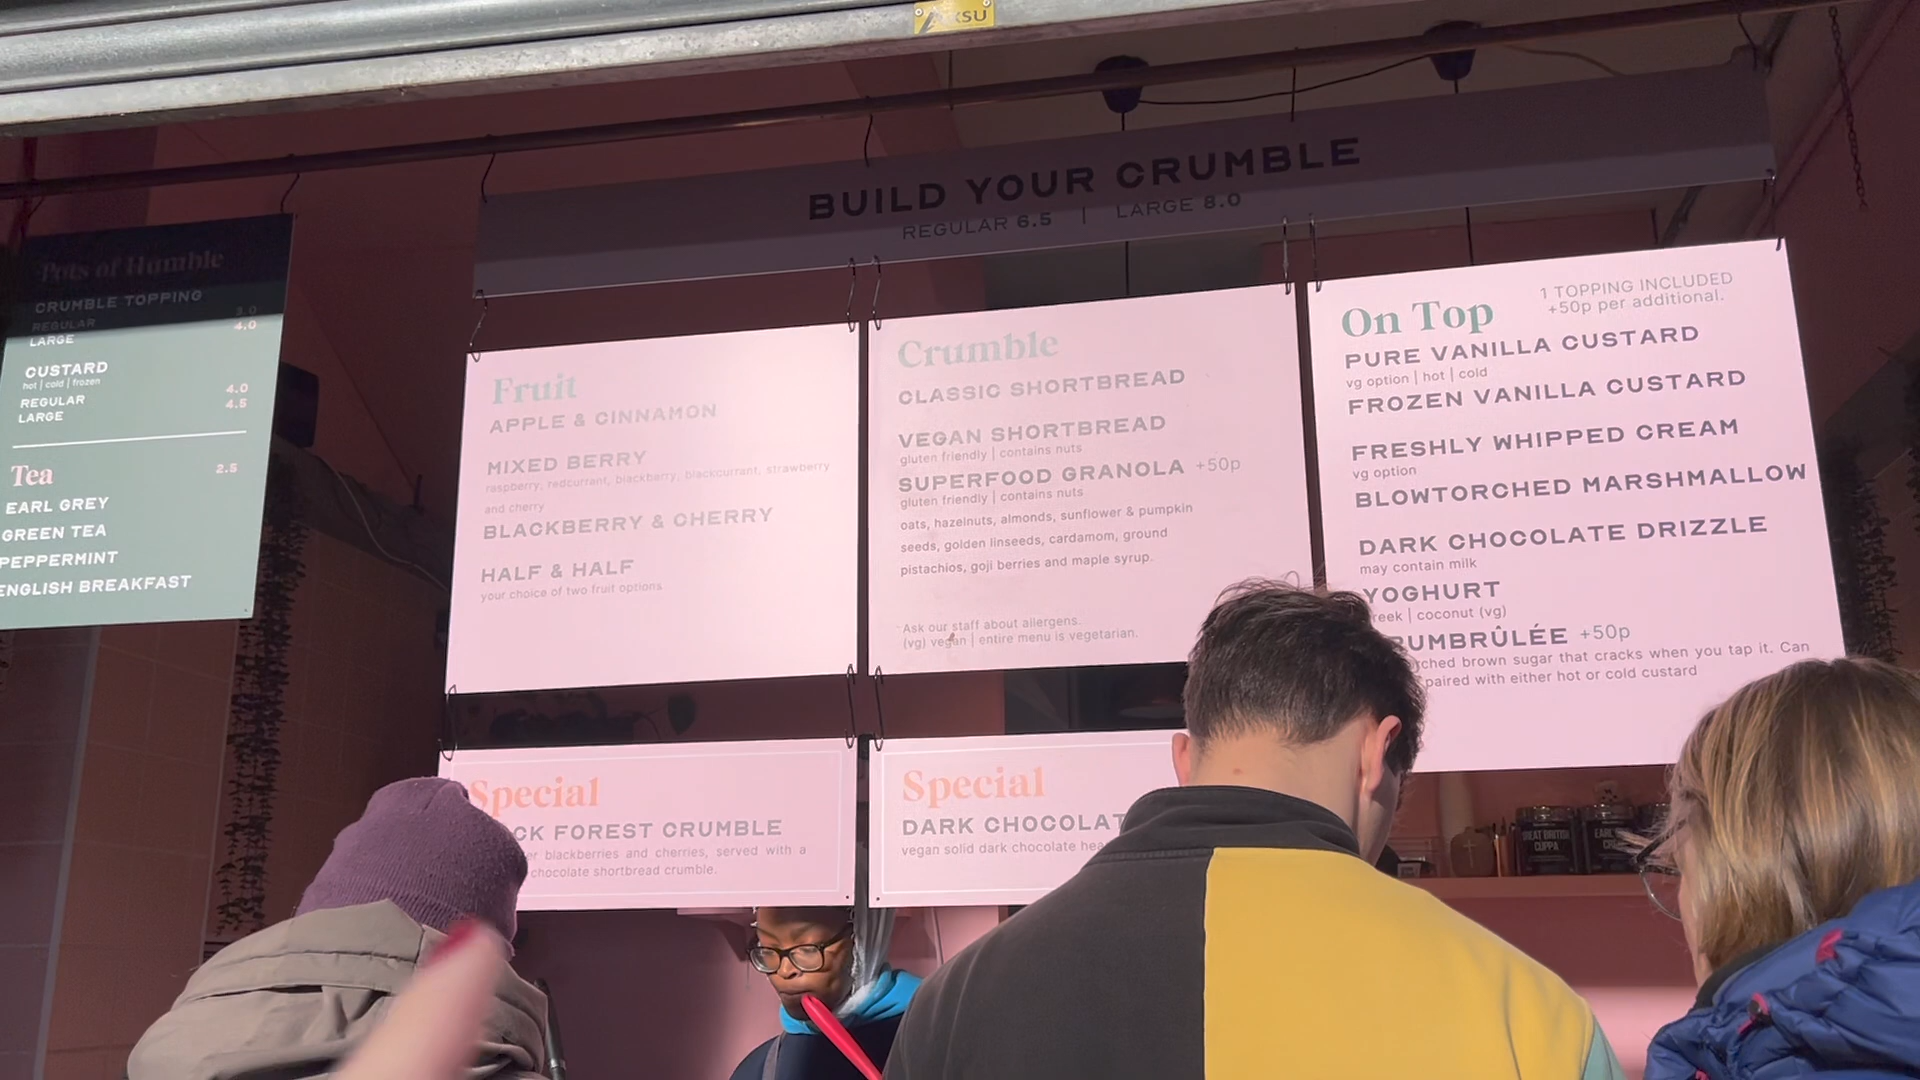 KSU
BUILD YOUR CRUMBLE
REGULAR 6.5 | LARGE 8.0
Pots of Humble
CRUMBLE TOPPING
REGULAR 3.0
LARGE 4.0
CUSTARD
hot | cold | frozen
REGULAR 4.0
LARGE 4.5
Tea 2.5
EARL GREY
GREEN TEA
PEPPERMINT
ENGLISH BREAKFAST
Fruit
APPLE & CINNAMON
MIXED BERRY
raspberry, redcurrant, blackberry, blackcurrant, strawberry
and cherry
BLACKBERRY & CHERRY
HALF & HALF
your choice of two fruit options
Crumble
CLASSIC SHORTBREAD
VEGAN SHORTBREAD
gluten friendly | contains nuts
SUPERFOOD GRANOLA +50p
gluten friendly | contains nuts
oats, hazelnuts, almonds, sunflower & pumpkin
seeds, golden linseeds, cardamom, ground
pistachios, goji berries and maple syrup.
Ask our staff about allergens.
(vg) vegan | entire menu is vegetarian.
On Top
1 TOPPING INCLUDED
+50p per additional.
PURE VANILLA CUSTARD
vg option | hot | cold
FROZEN VANILLA CUSTARD
FRESHLY WHIPPED CREAM
vg option
BLOWTORCHED MARSHMALLOW
DARK CHOCOLATE DRIZZLE
may contain milk
YOGHURT
reek | coconut (vg)
RUMBRÛLÉE +50p
ched brown sugar that cracks when you tap it. Can
paired with either hot or cold custard
Special
CK FOREST CRUMBLE
er blackberries and cherries, served with a
chocolate shortbread crumble.
Special
DARK CHOCOLAT
vegan solid dark chocolate hea
GREAT BRITISH
CUPPA
EARL